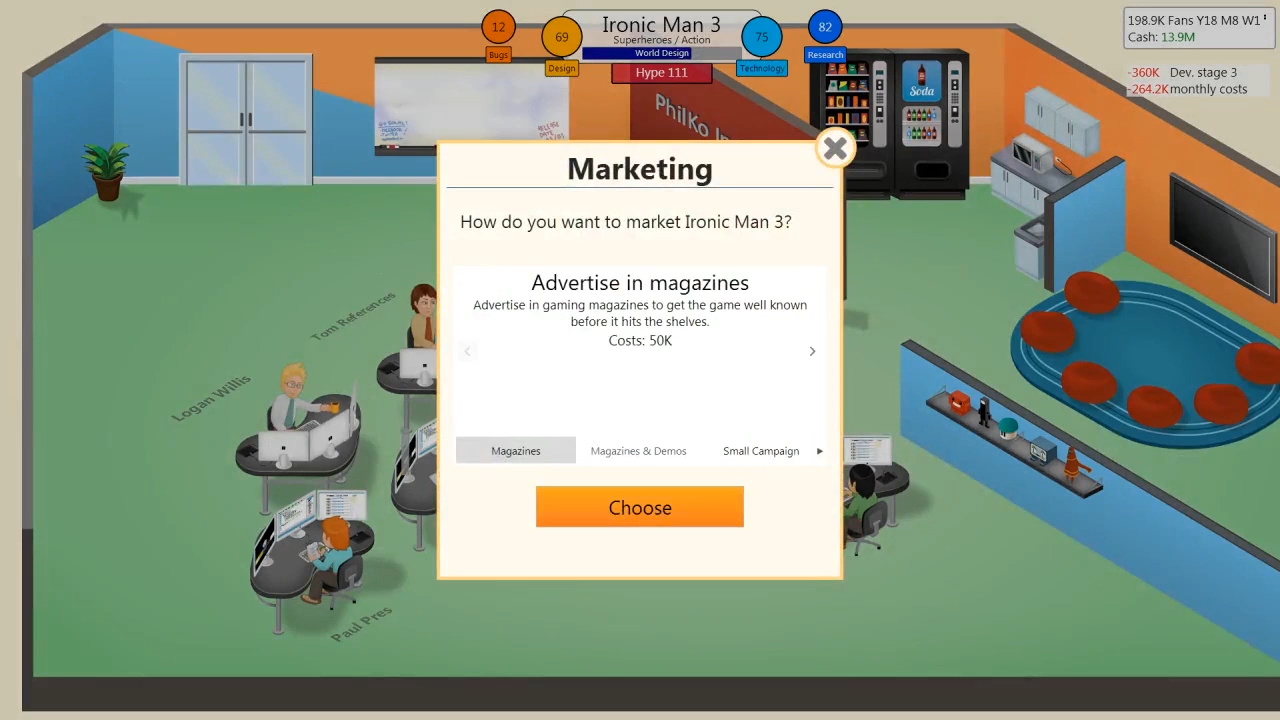 12
Bugs
69
Design
Ironic Man 3
Superheroes / Action
World Design
Hype 111
75
Technology
82
Research
198.9K Fans Y18 M8 W1
Cash: 13.9M
-360K Dev. stage 3
-264.2K monthly costs
Soda
RELEASE
DATE
Philko In
Marketing
How do you want to market Ironic Man 3?
Advertise in magazines
Advertise in gaming magazines to get the game well known
before it hits the shelves.
Costs: 50K
Magazines
Magazines & Demos
Small Campaign
Choose
Tom References
Logan Willis
Paul Pres